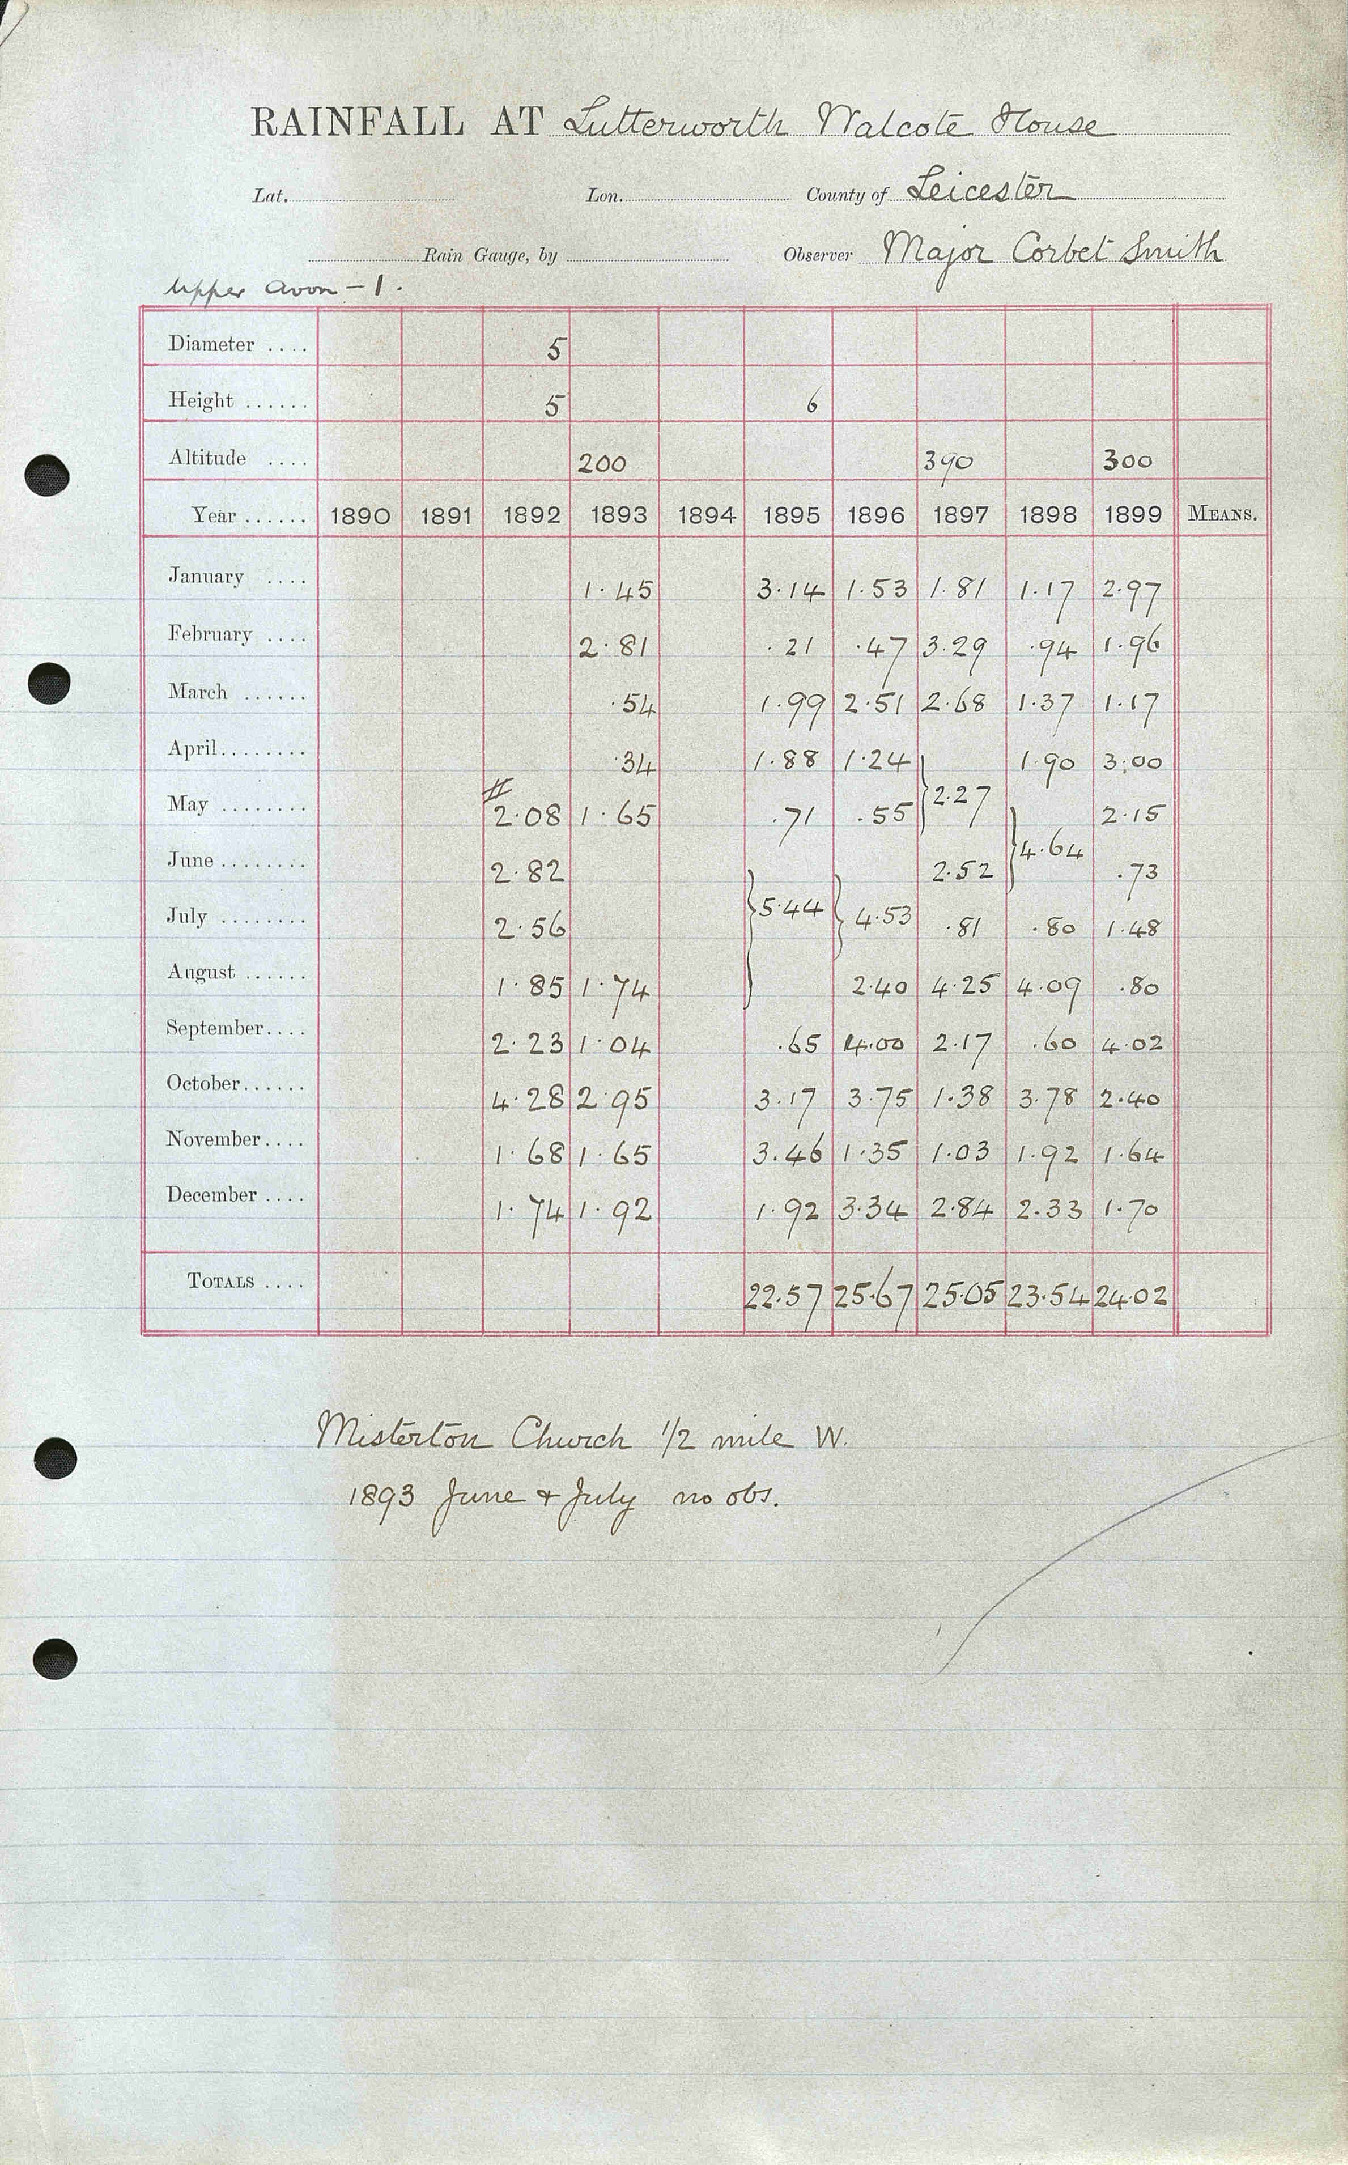 RAINFALL AT Lutterworth Walcote House
Lat. Lon. County of Leicester
Rain Gauge, by Observer Major Corbet Smith
Upper Avon - 1.
Diameter .... 5
Height ...... 5 6
Altitude .... 200 390 300
Year ...... 1890 1891 1892 1893 1894 1895 1896 1897 1898 1899 MEANS.
January .... 1.45 3.14 1.53 1.81 1.17 2.97
February .... 2.81 .21 .47 3.29 .94 1.96
March ...... .54 1.99 2.51 2.68 1.37 1.17
April........ .34 1.88 1.24 1.90 3.00
May ........ 2.08 1.65 .71 .55 }2.27 2.15
June ........ 2.82 2.52 }4.64 .73
July ........ 2.56 }5.44 }4.53 .81 .80 1.48
August ...... 1.85 1.74 2.40 4.25 4.09 .80
September.... 2.23 1.04 .65 4.00 2.17 .60 4.02
October...... 4.28 2.95 3.17 3.75 1.38 3.78 2.40
November.... 1.68 1.65 3.46 1.35 1.03 1.92 1.64
December .... 1.74 1.92 1.92 3.34 2.84 2.33 1.70
TOTALS .... 22.57 25.67 25.05 23.54 24.02
Misterton Church 1/2 mile W.
1893 June & July no obs.